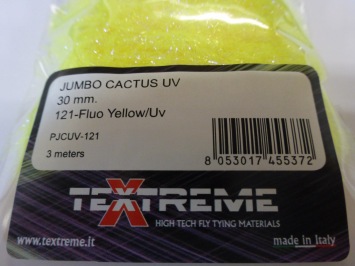 JUMBO CACTUS UV
30 mm.
121-Fluo Yellow/Uv
PJCUV-121
3 meters
8 053017 455372
TEXTREME
HIGH TECH FLY TYING MATERIALS
www.textreme.it
made in Italy